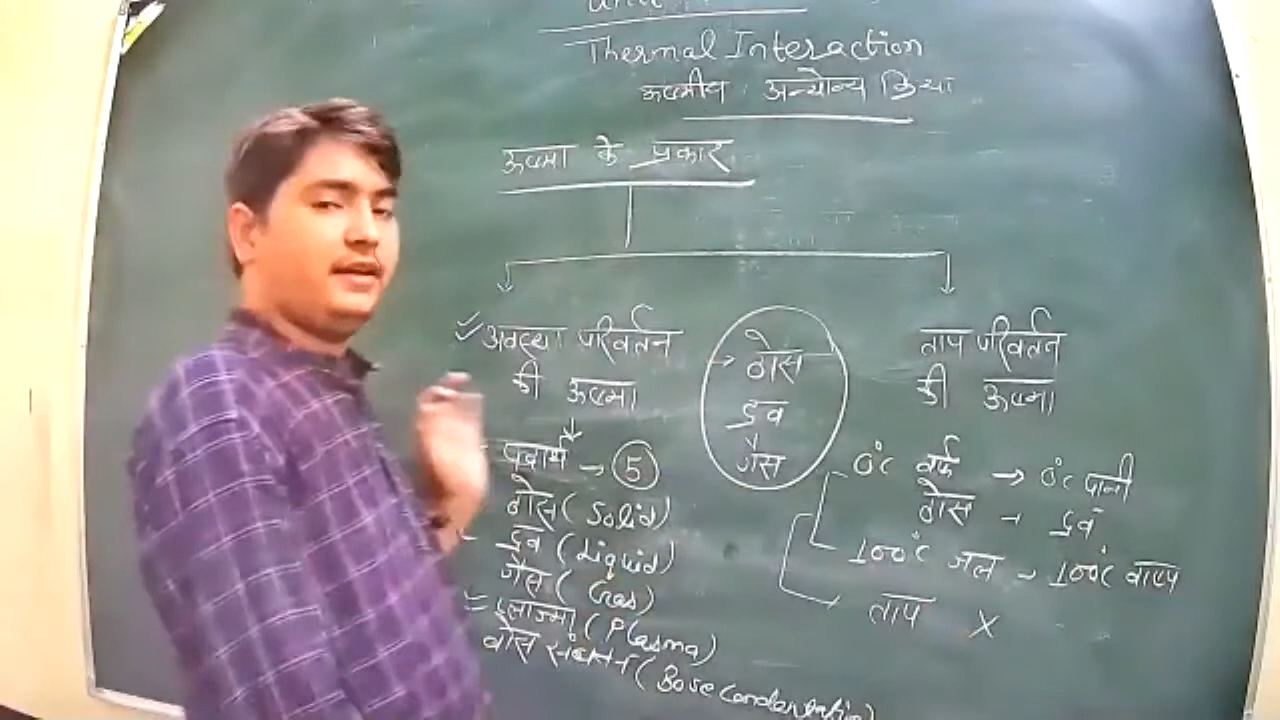 Thermal Interaction
ऊष्मीय अन्योन्य क्रिया
ऊष्मा के प्रकार
अवस्था परिवर्तन
की ऊष्मा
ठोस
द्रव
गैस
ताप परिवर्तन
की ऊष्मा
पदार्थ → 5
ठोस (Solid)
द्रव (Liquid)
गैस (Gas)
प्लाज्मा (Plasma)
बोस
0°C बर्फ → 0°C पानी
ठोस → द्रव
100°C जल → 100°C वाष्प
ताप X